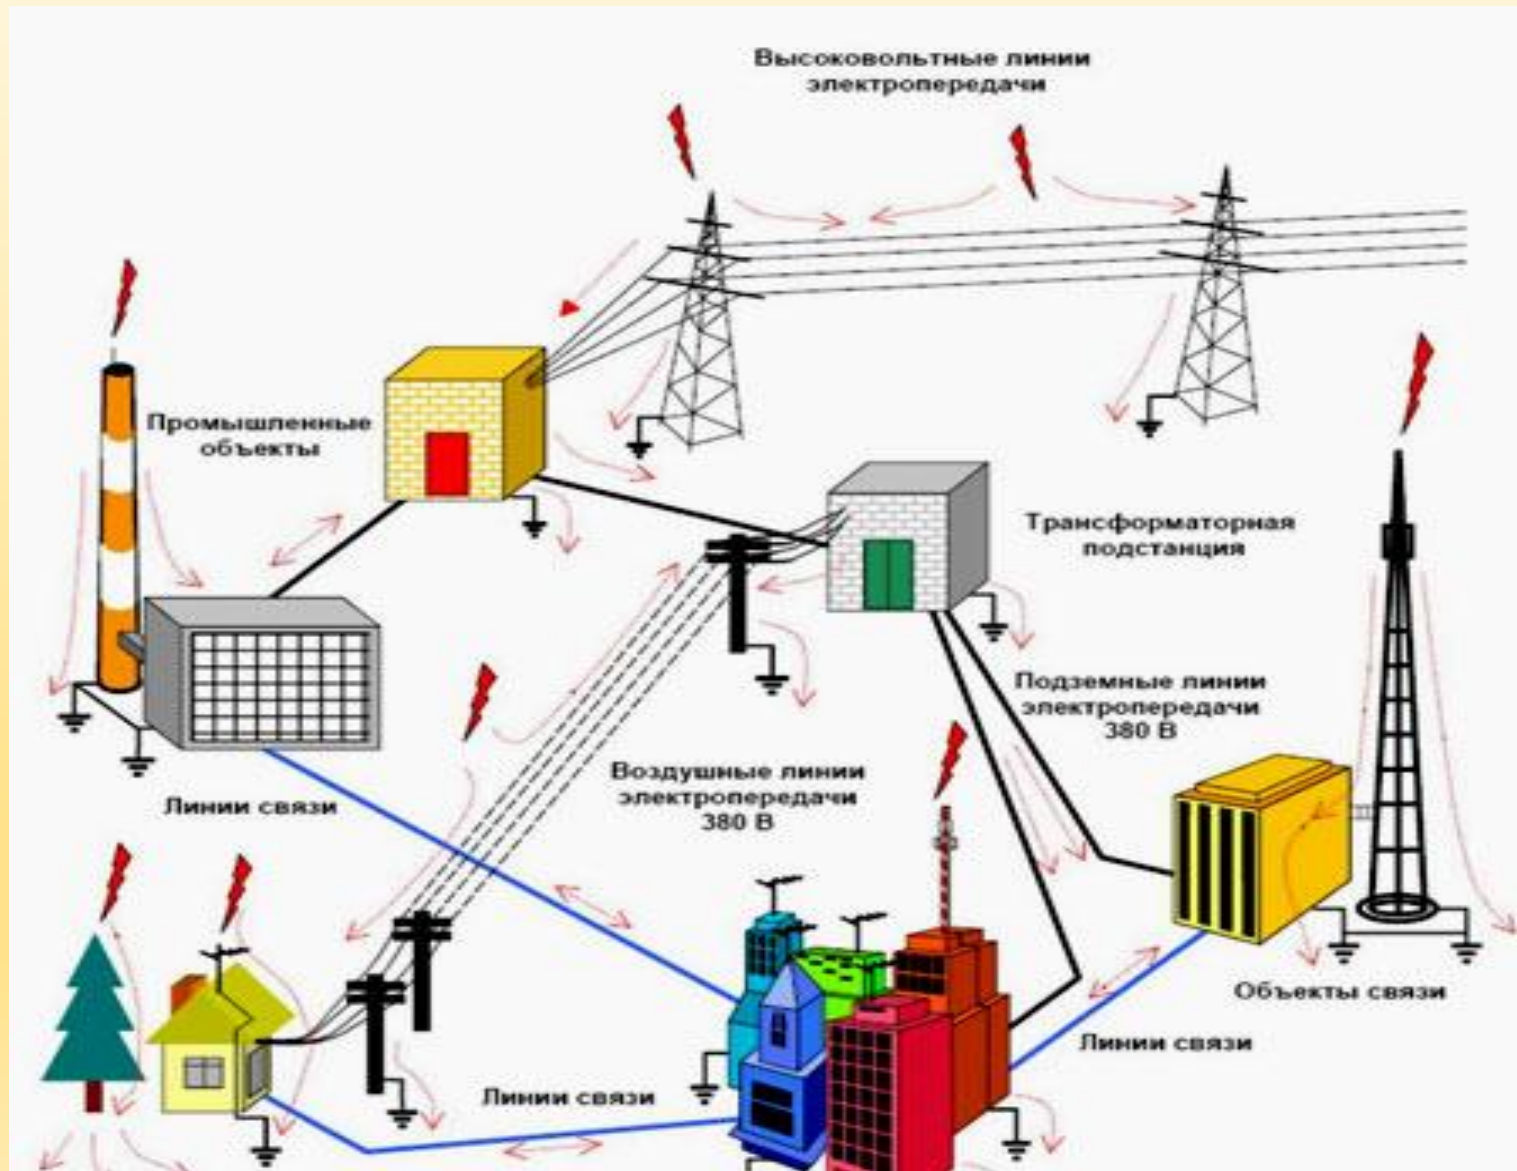 Высоковольтные линии
электропередачи
Промышленные
объекты
Трансформаторная
подстанция
Подземные линии
электропередачи
380 В
Воздушные линии
электропередачи
380 В
Линии связи
Объекты связи
Линии связи
Линии связи